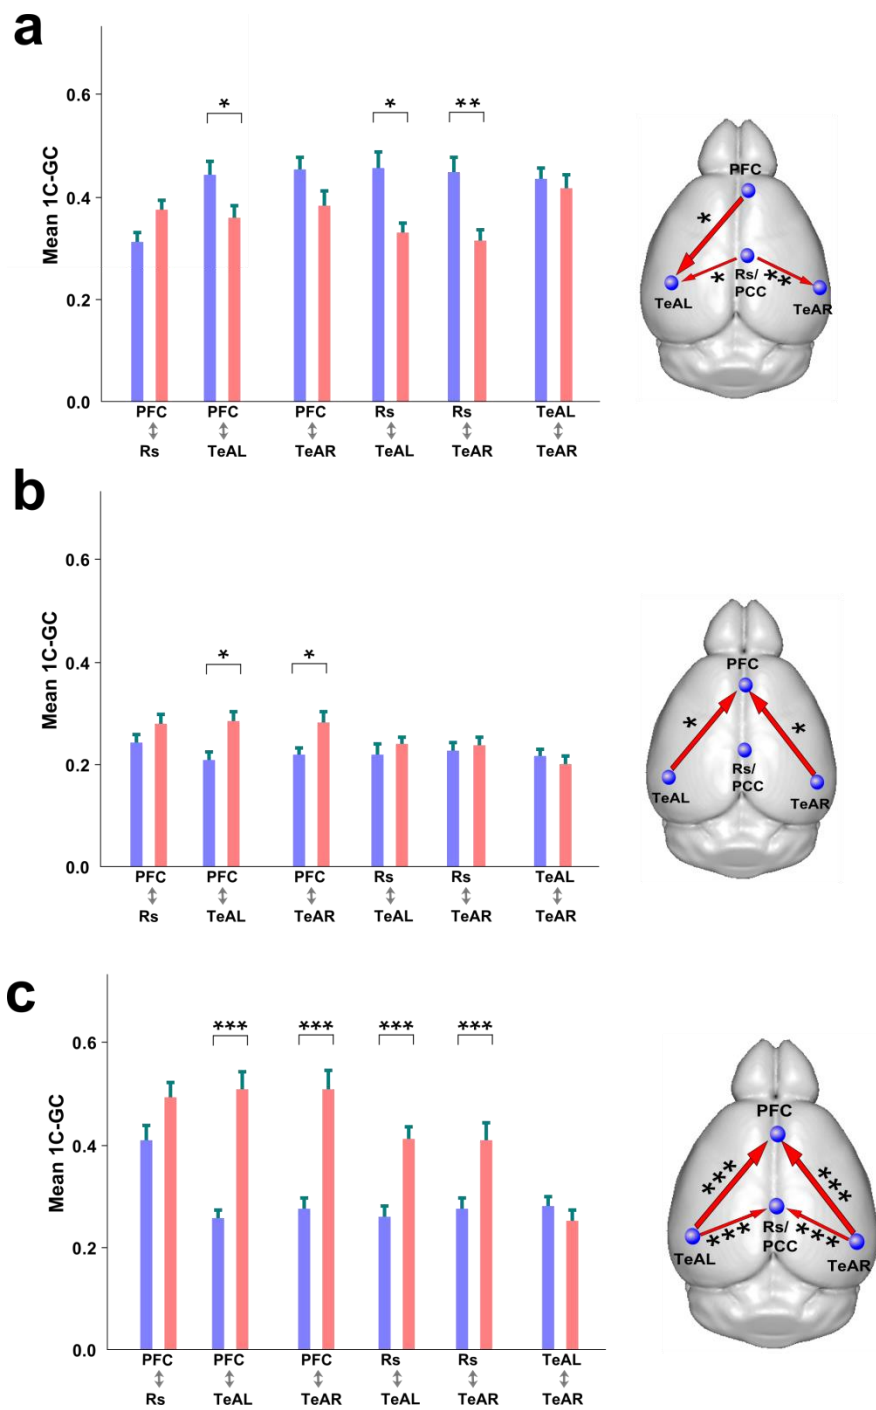 a
Mean 1C-GC
0.6
0.4
0.2
0.0
* * **
PFC PFC PFC Rs Rs TeAL
Rs TeAL TeAR TeAL TeAR TeAR
PFC
*
* **
Rs/
PCC
TeAL
TeAR
b
Mean 1C-GC
0.6
0.4
0.2
0.0
* *
PFC PFC PFC Rs Rs TeAL
Rs TeAL TeAR TeAL TeAR TeAR
PFC
* *
Rs/
PCC
TeAL
TeAR
c
Mean 1C-GC
0.6
0.4
0.2
0.0
*** *** *** ***
PFC PFC PFC Rs Rs TeAL
Rs TeAL TeAR TeAL TeAR TeAR
PFC
*** ***
*** ***
Rs/
PCC
TeAL
TeAR